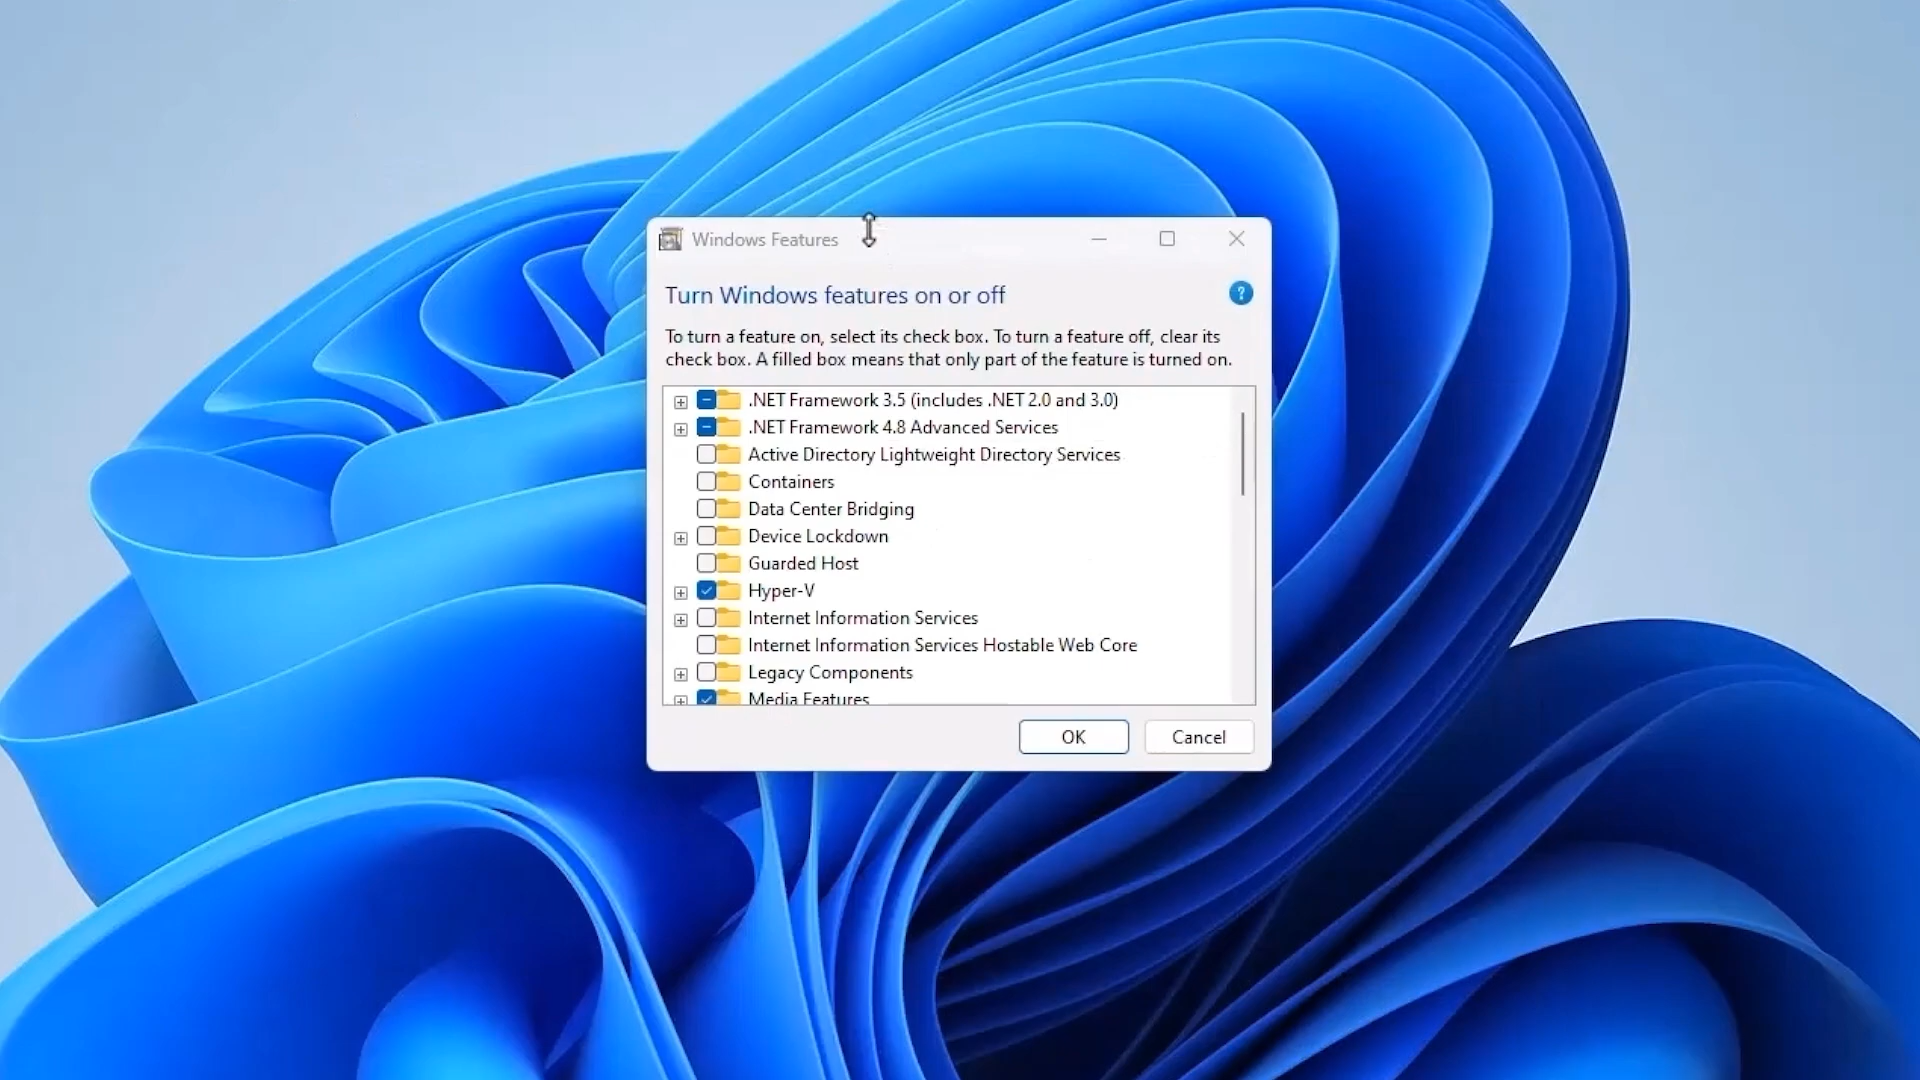 Windows Features
Turn Windows features on or off
?
To turn a feature on, select its check box. To turn a feature off, clear its
check box. A filled box means that only part of the feature is turned on.
.NET Framework 3.5 (includes .NET 2.0 and 3.0)
.NET Framework 4.8 Advanced Services
Active Directory Lightweight Directory Services
Containers
Data Center Bridging
Device Lockdown
Guarded Host
Hyper-V
Internet Information Services
Internet Information Services Hostable Web Core
Legacy Components
Media Features
OK
Cancel